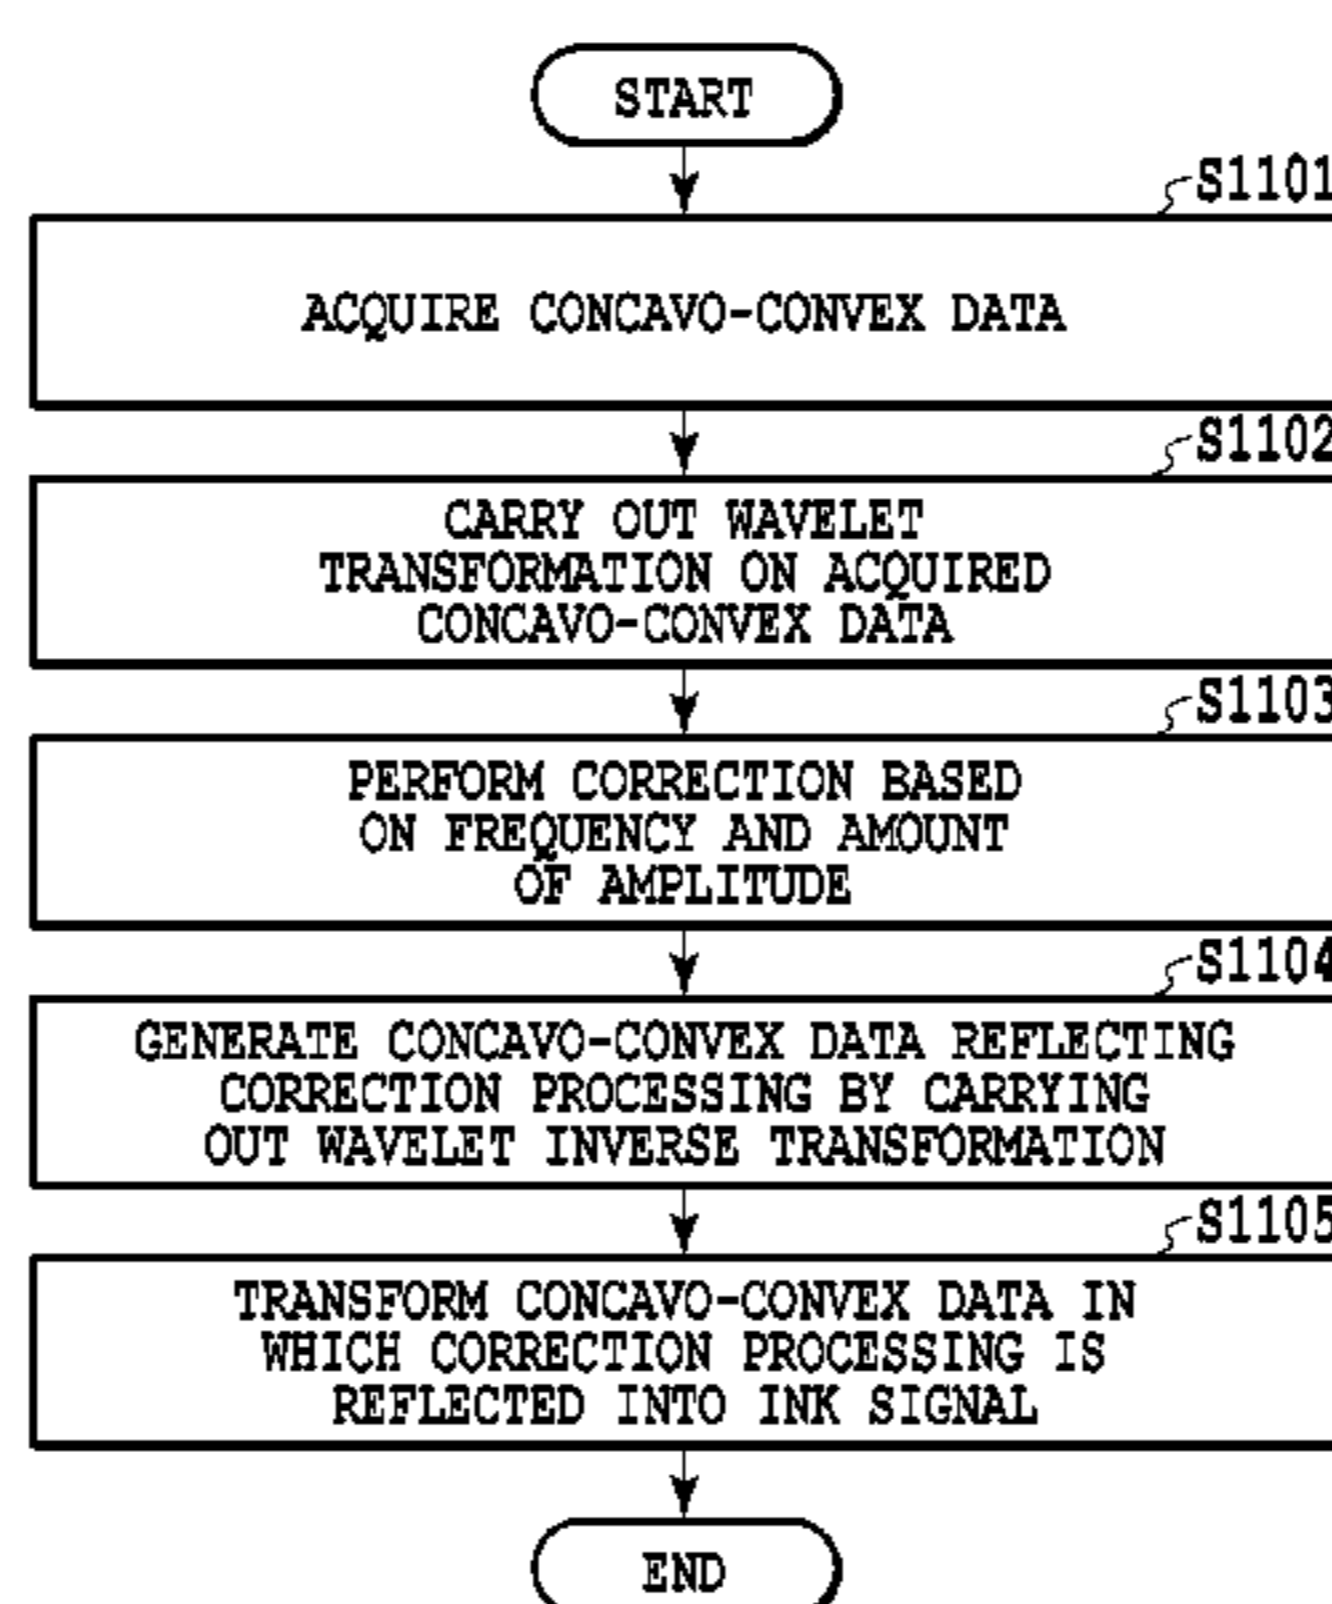 START
S1101
ACQUIRE CONCAVO-CONVEX DATA
S1102
CARRY OUT WAVELET
TRANSFORMATION ON ACQUIRED
CONCAVO-CONVEX DATA
S1103
PERFORM CORRECTION BASED
ON FREQUENCY AND AMOUNT
OF AMPLITUDE
S1104
GENERATE CONCAVO-CONVEX DATA REFLECTING
CORRECTION PROCESSING BY CARRYING
OUT WAVELET INVERSE TRANSFORMATION
S1105
TRANSFORM CONCAVO-CONVEX DATA IN
WHICH CORRECTION PROCESSING IS
REFLECTED INTO INK SIGNAL
END